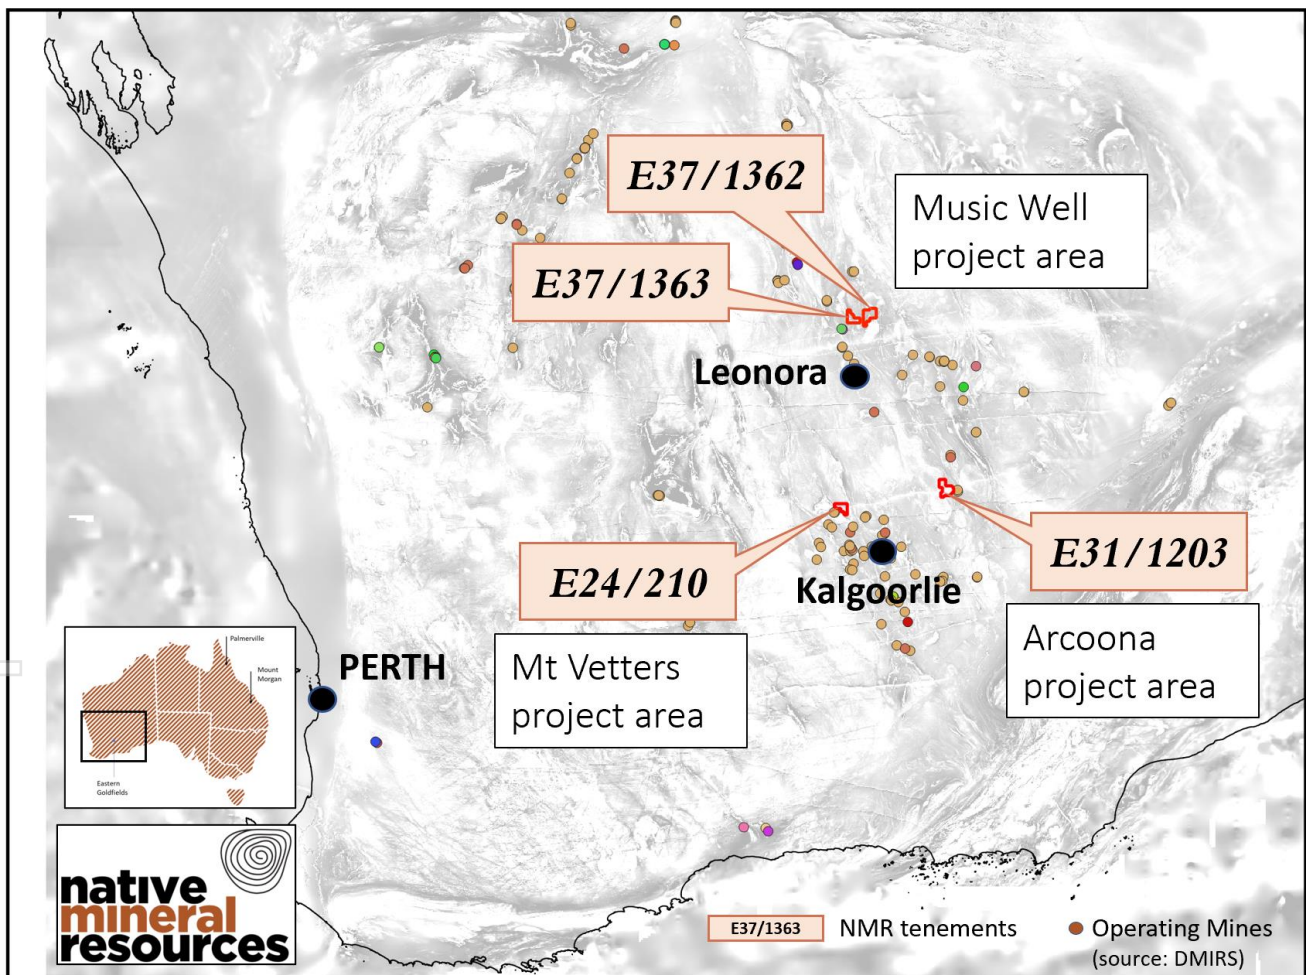 E37/1362
Music Well
project area
E37/1363
Leonora
E24/210
Kalgoorlie
E31/1203
Mt Vetters
project area
Arcoona
project area
PERTH
Palmerville
Mount
Morgan
Eastern
Goldfields
native
mineral
resources
E37/1363
NMR tenements
Operating Mines
(source: DMIRS)